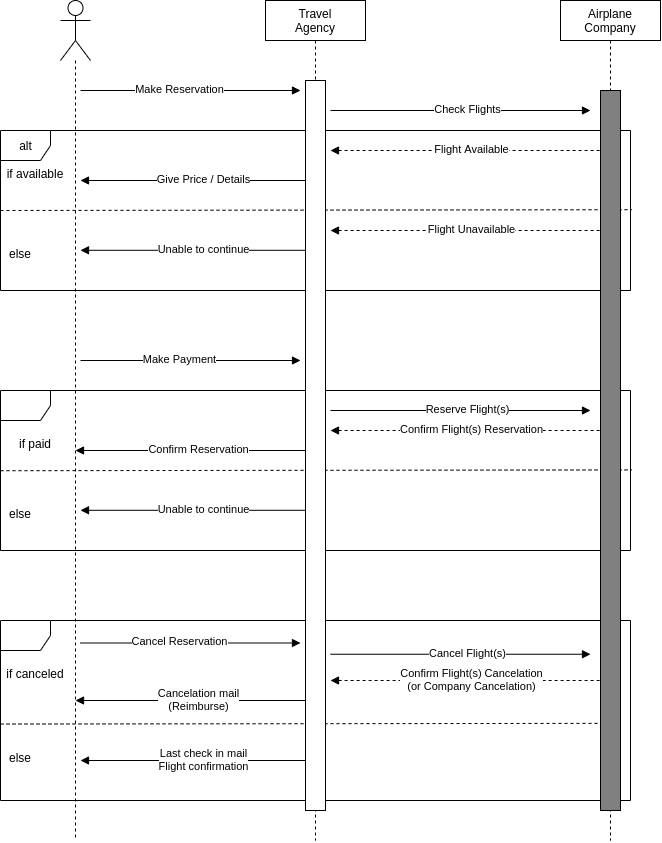 Travel
Agency
Airplane
Company
Make Reservation
Check Flights
alt
Flight Available
if available
Give Price / Details
Flight Unavailable
else
Unable to continue
Make Payment
Reserve Flight(s)
Confirm Flight(s) Reservation
if paid
Confirm Reservation
else
Unable to continue
Cancel Reservation
Cancel Flight(s)
if canceled
Confirm Flight(s) Cancelation
(or Company Cancelation)
Cancelation mail
(Reimburse)
else
Last check in mail
Flight confirmation